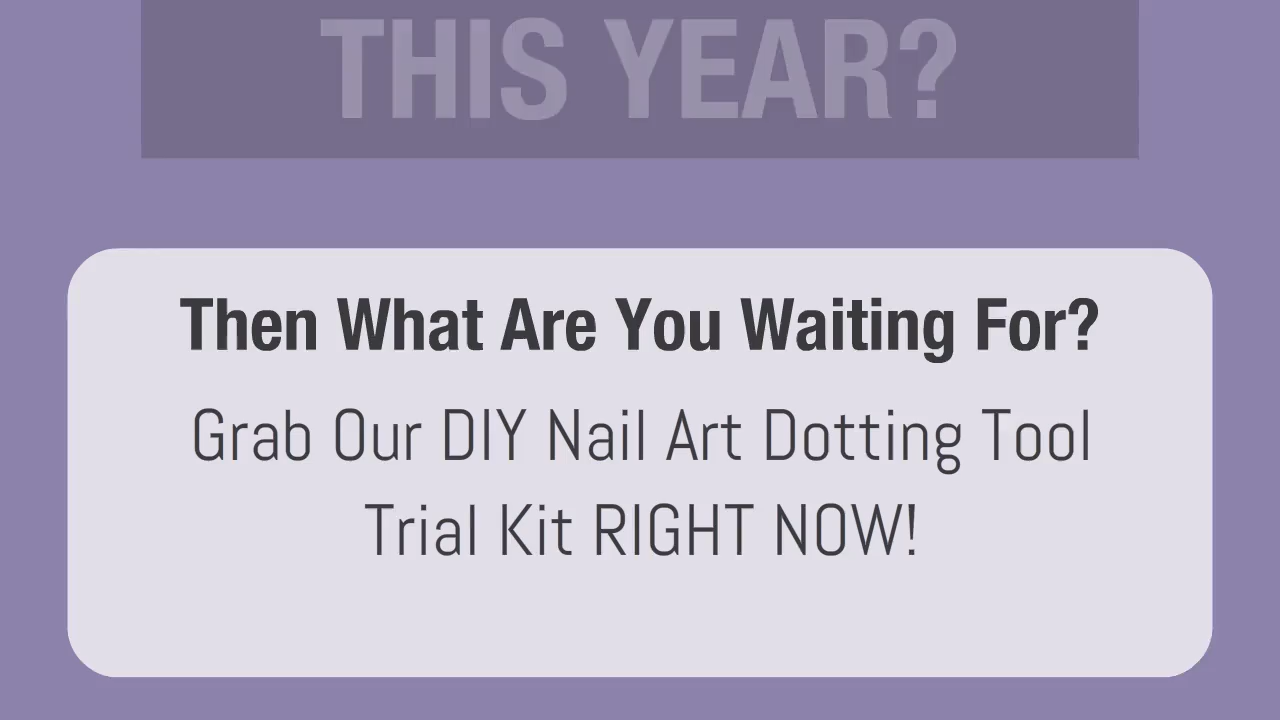 THIS YEAR?
Then What Are You Waiting For?
Grab Our DIY Nail Art Dotting Tool
Trial Kit RIGHT NOW!